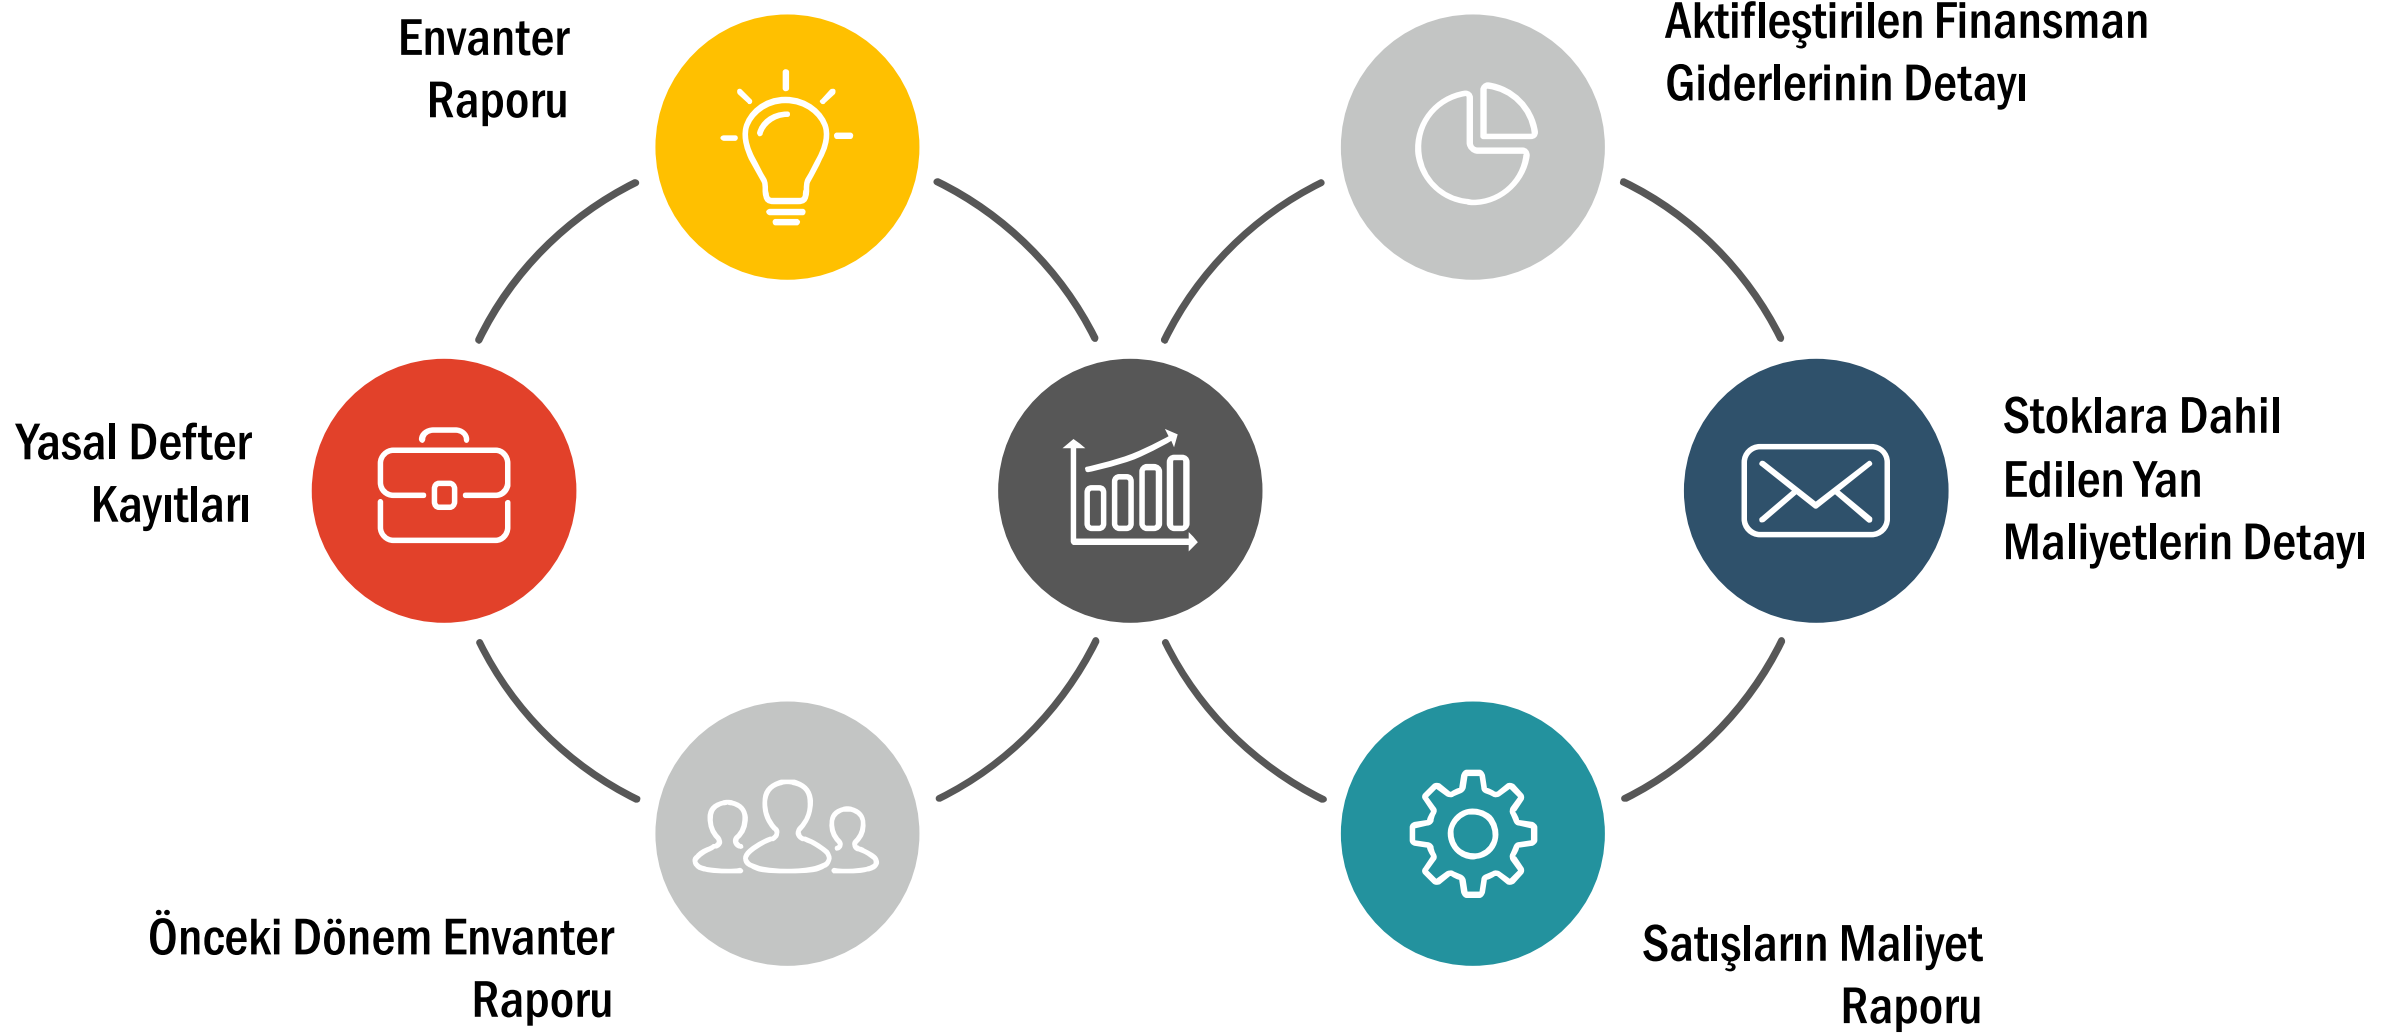 Envanter
Raporu
Aktifleştirilen Finansman
Giderlerinin Detayı
Yasal Defter
Kayıtları
Stoklara Dahil
Edilen Yan
Maliyetlerin Detayı
Önceki Dönem Envanter
Raporu
Satışların Maliyet
Raporu